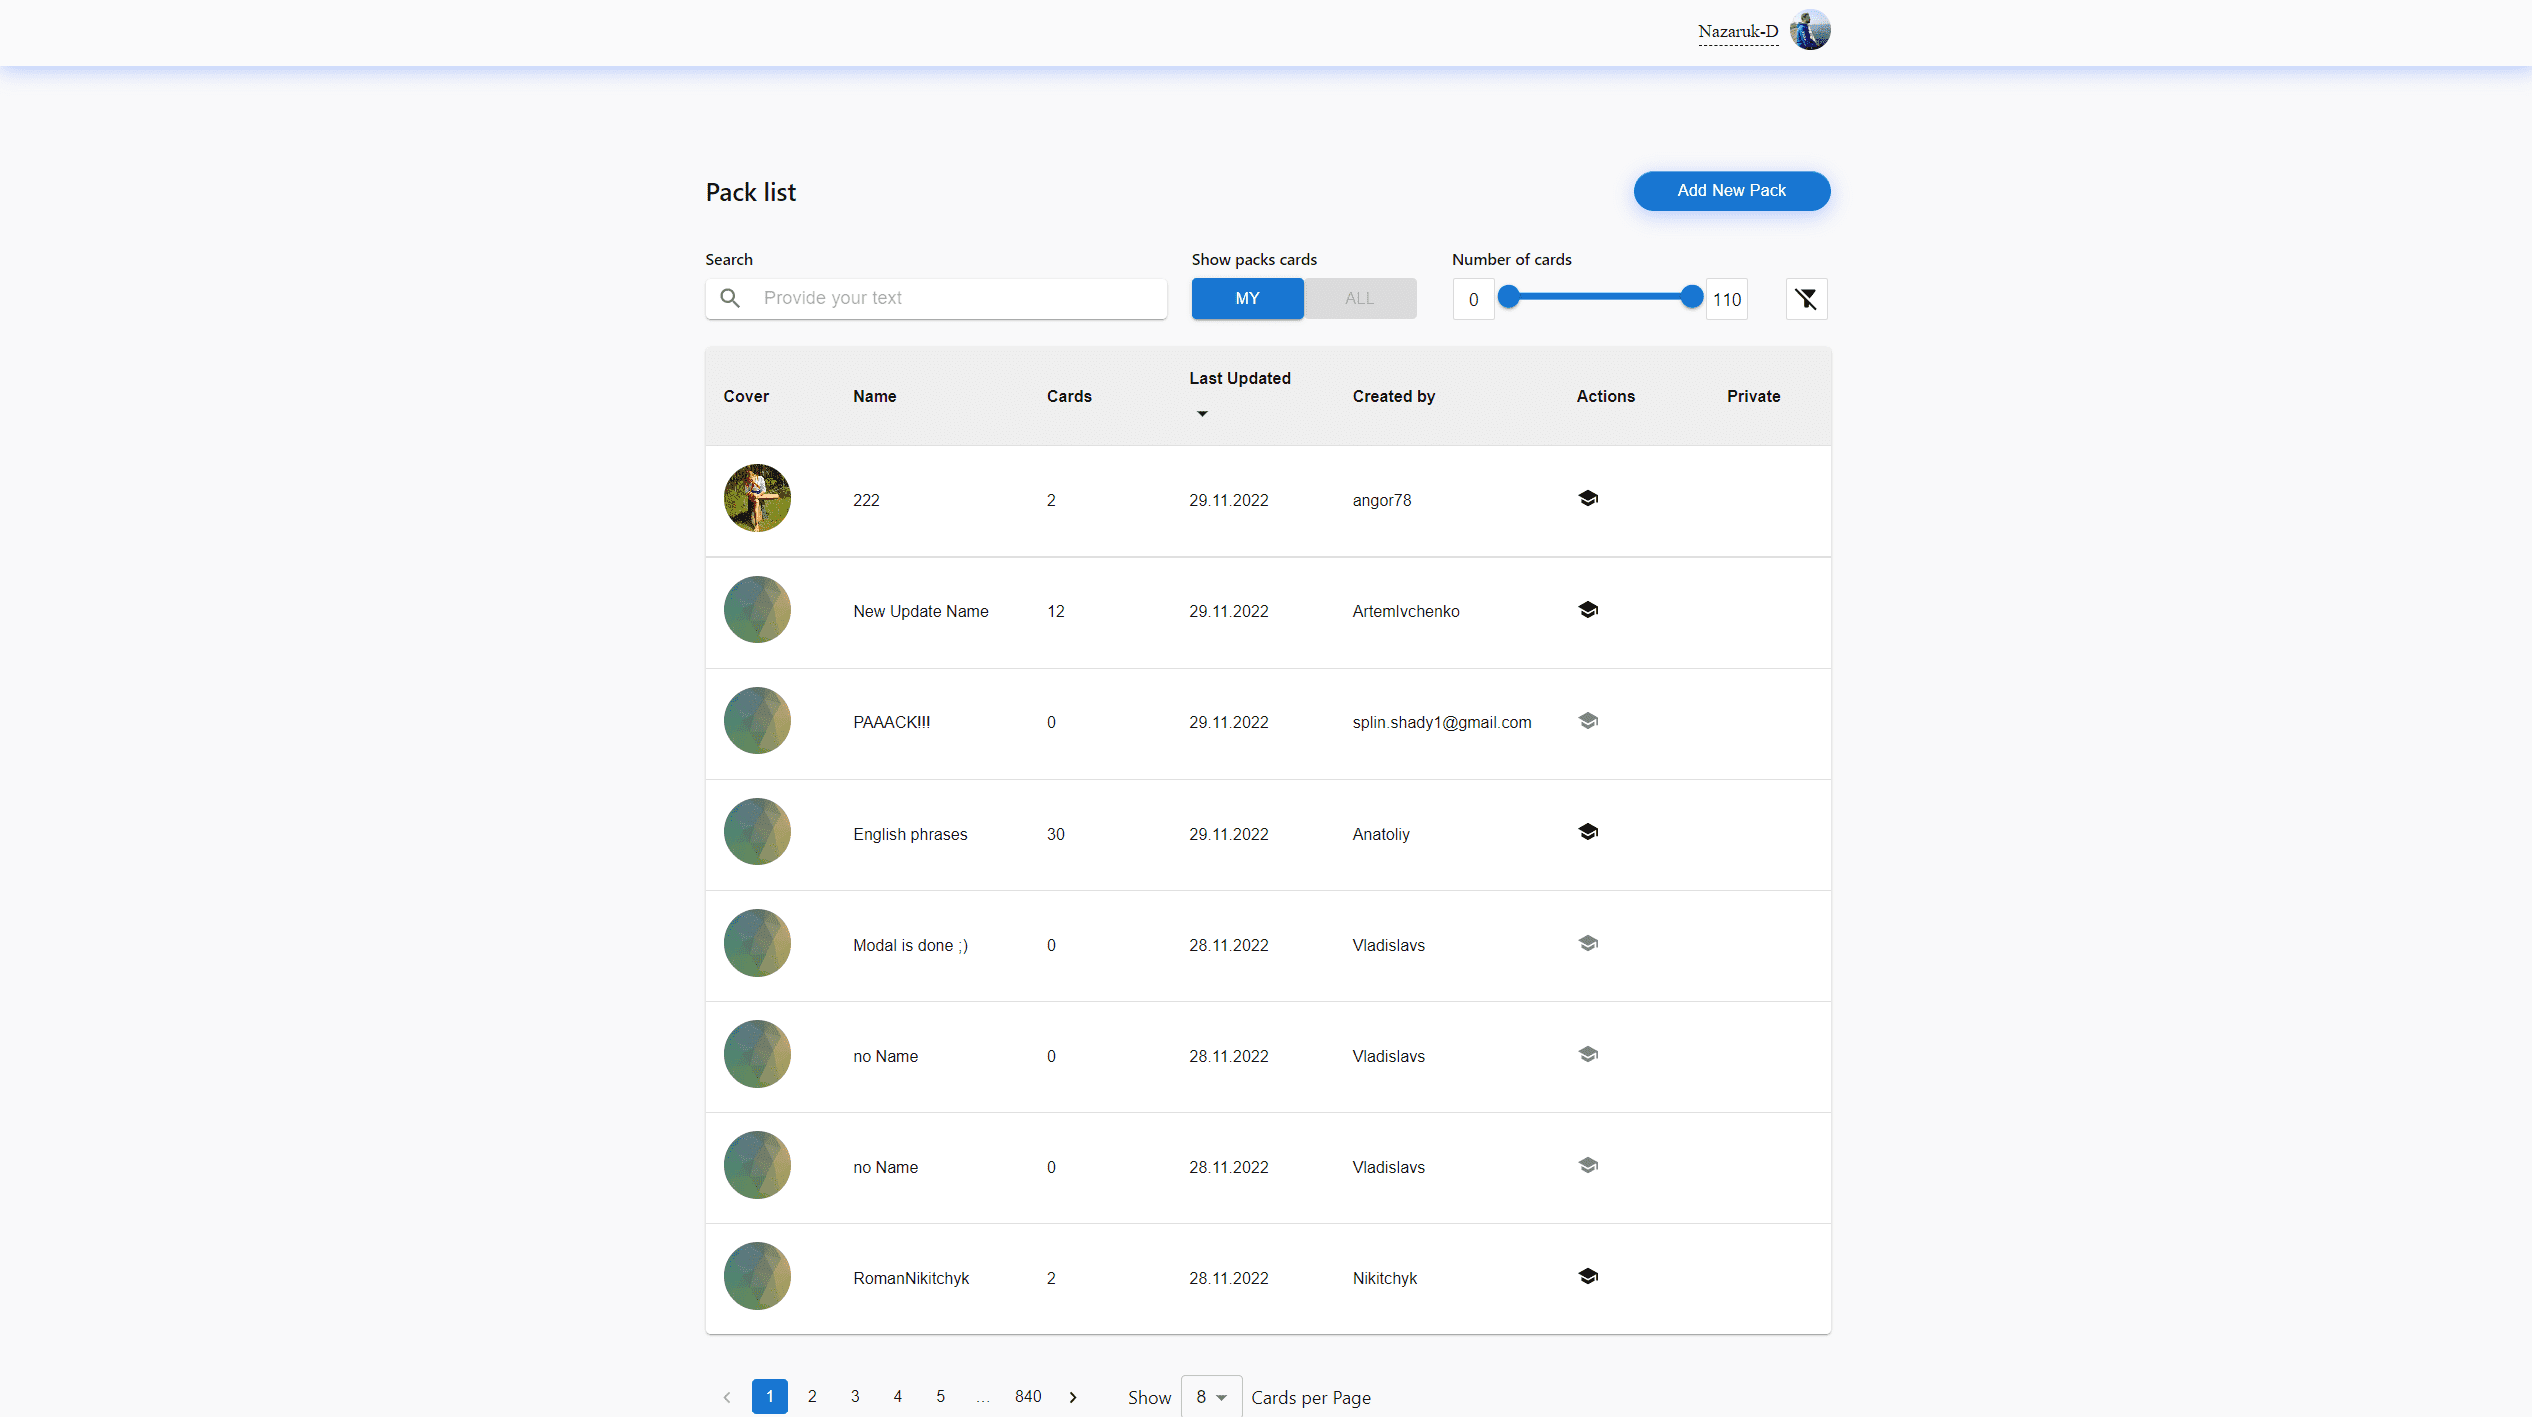 Nazaruk-D
Pack list
Add New Pack
Search
Show packs cards
Number of cards
Provide your text
MY
ALL
0
110
Cover Name Cards Last Updated Created by Actions Private
222 2 29.11.2022 angor78
New Update Name 12 29.11.2022 ArtemIvchenko
PAAACK!!! 0 29.11.2022 splin.shady1@gmail.com
English phrases 30 29.11.2022 Anatoliy
Modal is done ;) 0 28.11.2022 Vladislavs
no Name 0 28.11.2022 Vladislavs
no Name 0 28.11.2022 Vladislavs
RomanNikitchyk 2 28.11.2022 Nikitchyk
1 2 3 4 5 ... 840 Show 8 Cards per Page